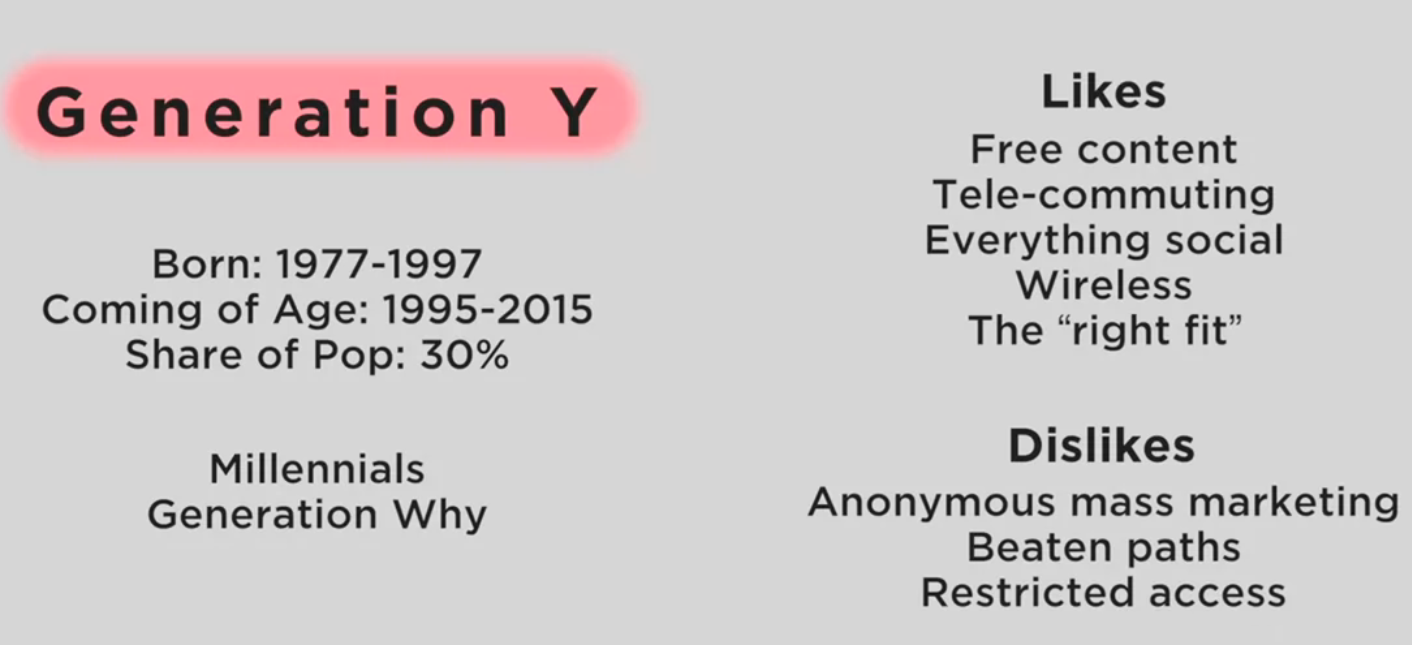 Generation Y
Born: 1977-1997
Coming of Age: 1995-2015
Share of Pop: 30%
Millennials
Generation Why
Likes
Free content
Tele-commuting
Everything social
Wireless
The “right fit”
Dislikes
Anonymous mass marketing
Beaten paths
Restricted access